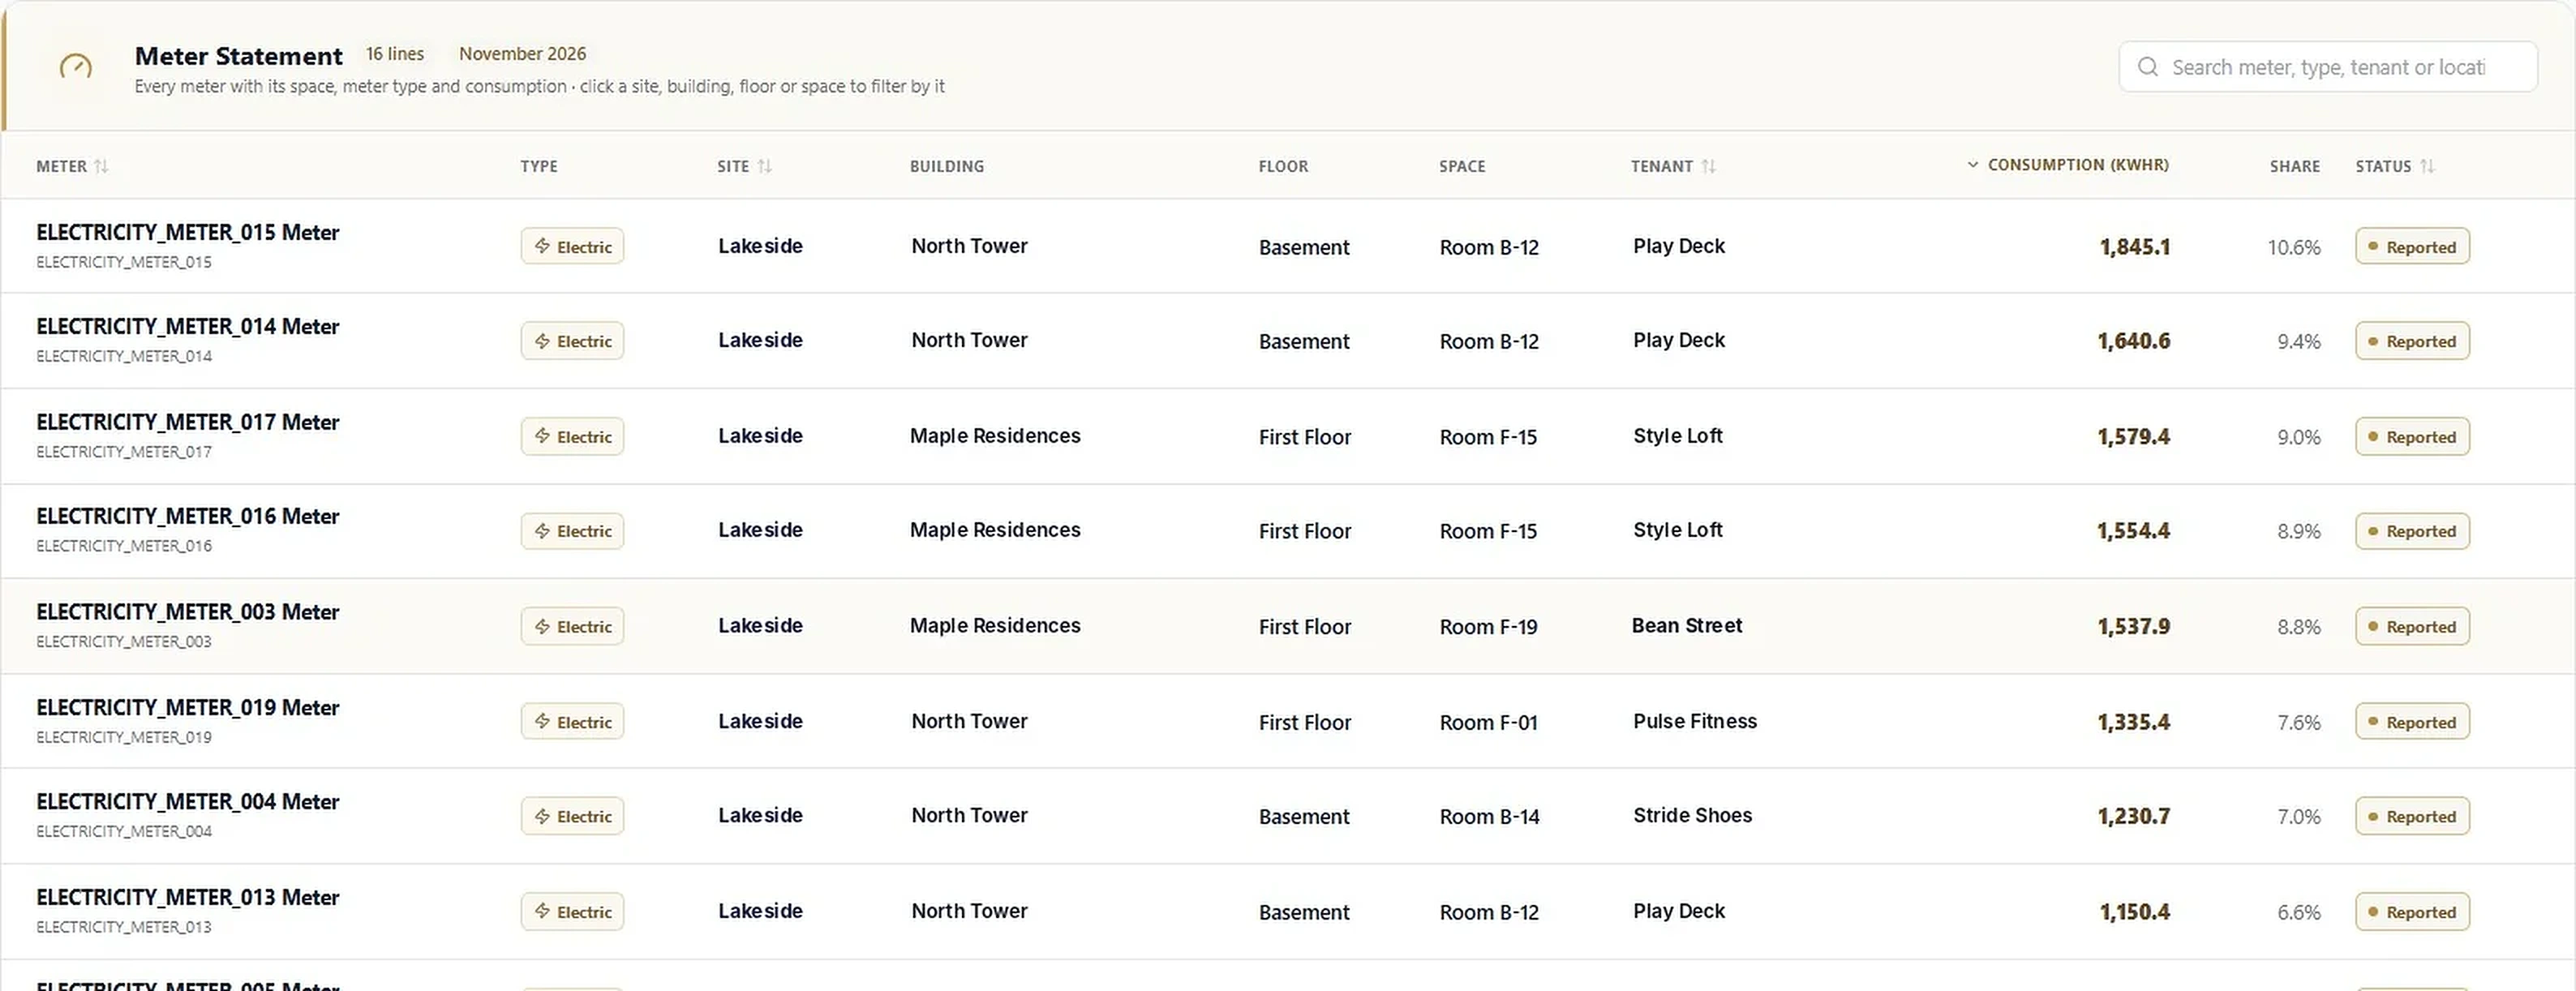 Meter Statement 16 lines November 2026
Every meter with its space, meter type and consumption · click a site, building, floor or space to filter by it
Search meter, type, tenant or locati
METER TYPE SITE BUILDING FLOOR SPACE TENANT CONSUMPTION (KWHR) SHARE STATUS
ELECTRICITY_METER_015 Meter
ELECTRICITY_METER_015
Electric Lakeside North Tower Basement Room B-12 Play Deck 1,845.1 10.6% Reported
ELECTRICITY_METER_014 Meter
ELECTRICITY_METER_014
Electric Lakeside North Tower Basement Room B-12 Play Deck 1,640.6 9.4% Reported
ELECTRICITY_METER_017 Meter
ELECTRICITY_METER_017
Electric Lakeside Maple Residences First Floor Room F-15 Style Loft 1,579.4 9.0% Reported
ELECTRICITY_METER_016 Meter
ELECTRICITY_METER_016
Electric Lakeside Maple Residences First Floor Room F-15 Style Loft 1,554.4 8.9% Reported
ELECTRICITY_METER_003 Meter
ELECTRICITY_METER_003
Electric Lakeside Maple Residences First Floor Room F-19 Bean Street 1,537.9 8.8% Reported
ELECTRICITY_METER_019 Meter
ELECTRICITY_METER_019
Electric Lakeside North Tower First Floor Room F-01 Pulse Fitness 1,335.4 7.6% Reported
ELECTRICITY_METER_004 Meter
ELECTRICITY_METER_004
Electric Lakeside North Tower Basement Room B-14 Stride Shoes 1,230.7 7.0% Reported
ELECTRICITY_METER_013 Meter
ELECTRICITY_METER_013
Electric Lakeside North Tower Basement Room B-12 Play Deck 1,150.4 6.6% Reported
ELECTRICITY_METER_005 Meter